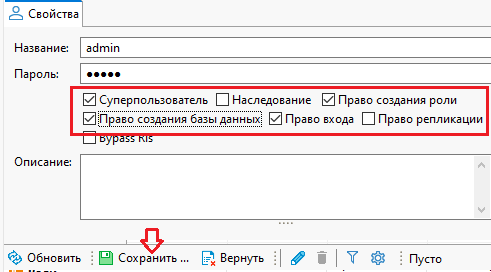 Свойства
Название: admin
Пароль: •••••
Суперпользователь Наследование Право создания роли
Право создания базы данных Право входа Право репликации
Bypass Rls
Описание:
Обновить Сохранить ... Вернуть Пусто